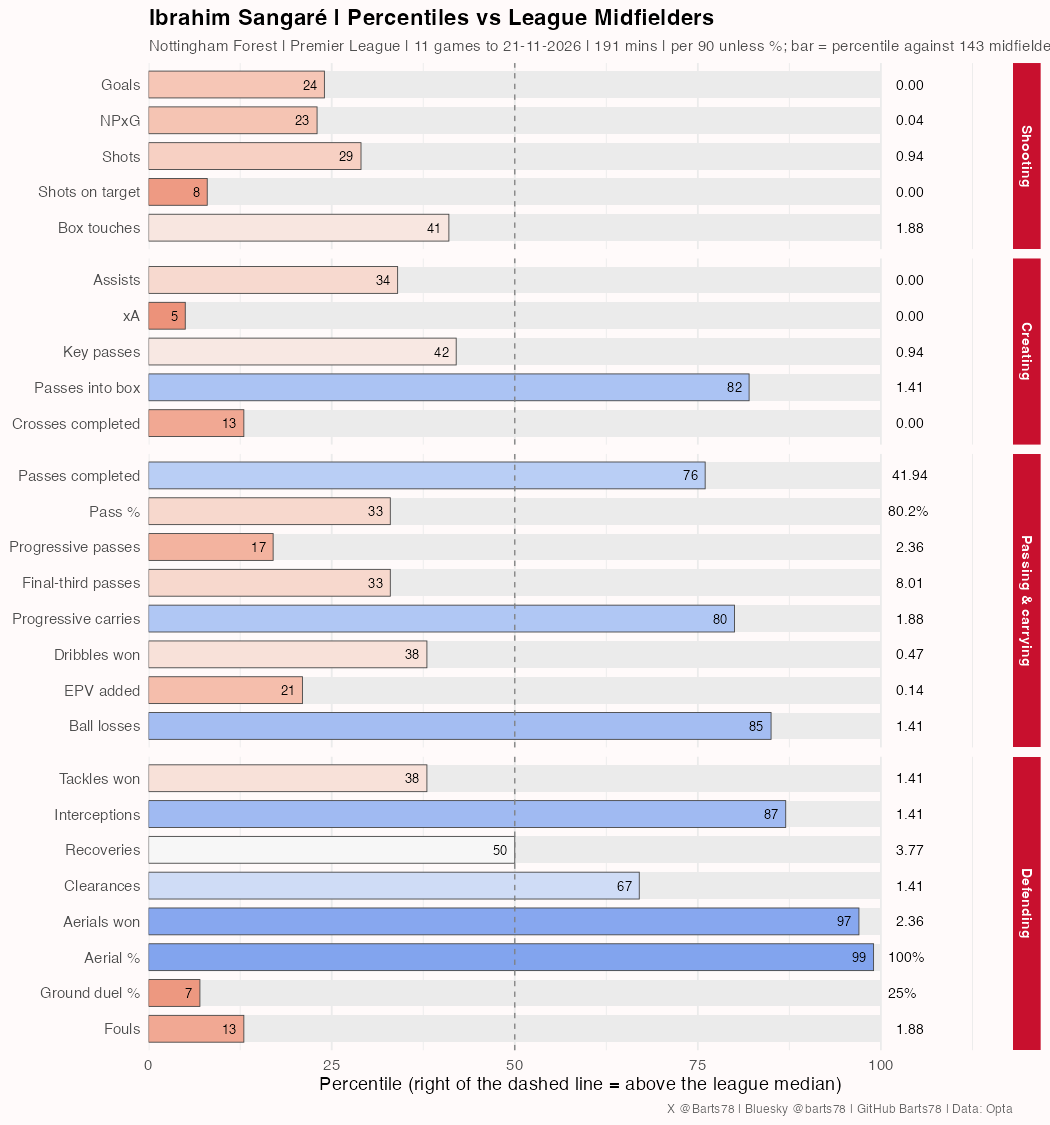 Ibrahim Sangaré | Percentiles vs League Midfielders
Nottingham Forest | Premier League | 11 games to 21-11-2026 | 191 mins | per 90 unless %; bar = percentile against 143 midfielde
Shooting
Goals 24 0.00
NPxG 23 0.04
Shots 29 0.94
Shots on target 8 0.00
Box touches 41 1.88
Creating
Assists 34 0.00
xA 5 0.00
Key passes 42 0.94
Passes into box 82 1.41
Crosses completed 13 0.00
Passing & carrying
Passes completed 76 41.94
Pass % 33 80.2%
Progressive passes 17 2.36
Final-third passes 33 8.01
Progressive carries 80 1.88
Dribbles won 38 0.47
EPV added 21 0.14
Ball losses 85 1.41
Defending
Tackles won 38 1.41
Interceptions 87 1.41
Recoveries 50 3.77
Clearances 67 1.41
Aerials won 97 2.36
Aerial % 99 100%
Ground duel % 7 25%
Fouls 13 1.88
0 25 50 75 100
Percentile (right of the dashed line = above the league median)
X @Barts78 | Bluesky @barts78 | GitHub Barts78 | Data: Opta